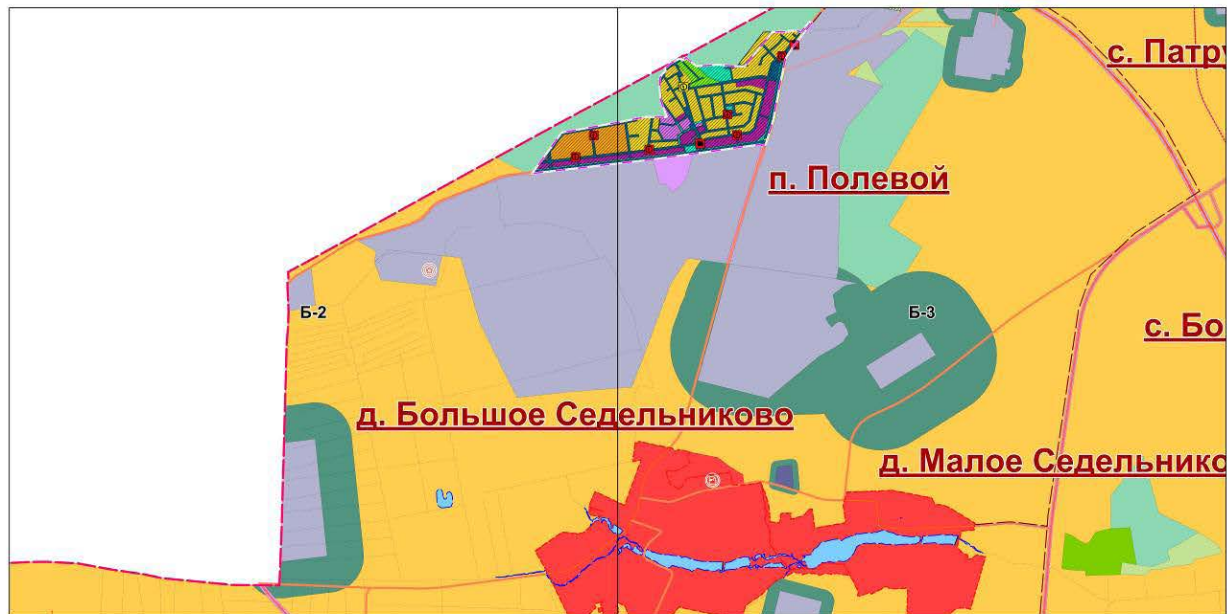 с. Патру
п. Полевой
Б-2
Б-3
с. Бо
д. Большое Седельниково
д. Малое Седельнико